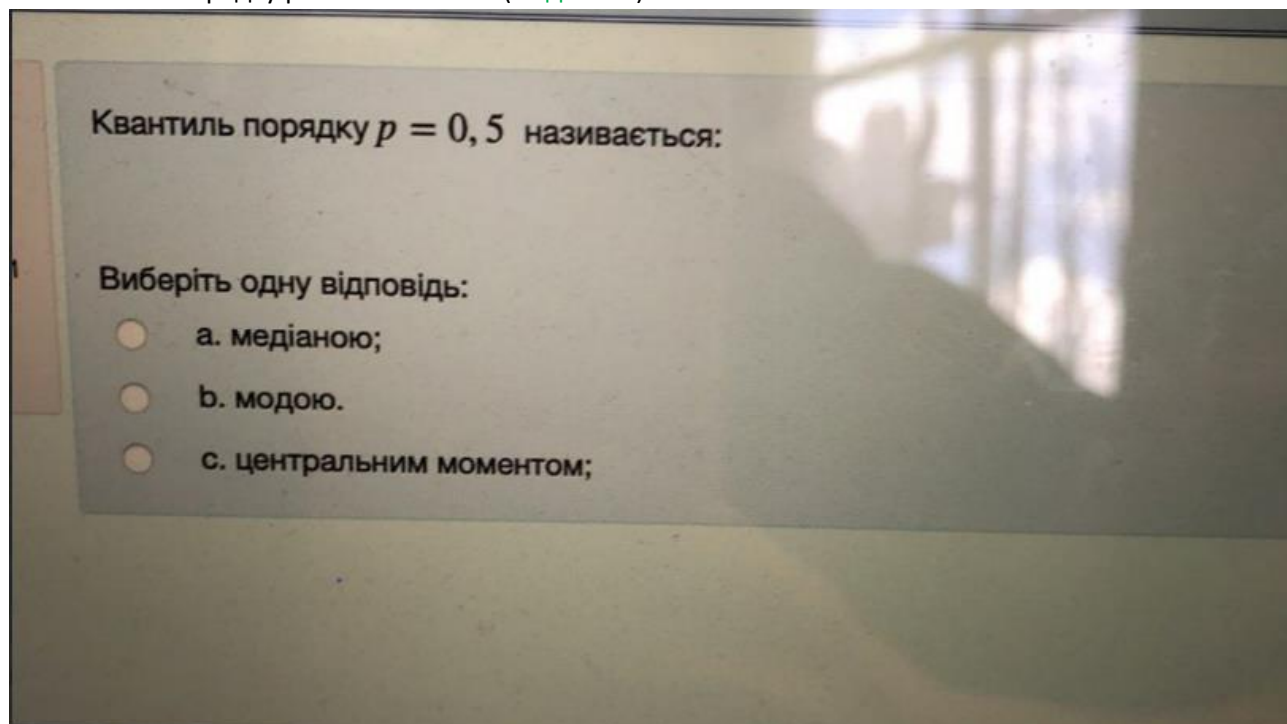 Квантиль порядку p = 0, 5 називається:
Виберіть одну відповідь:
a. медіаною;
b. модою.
c. центральним моментом;